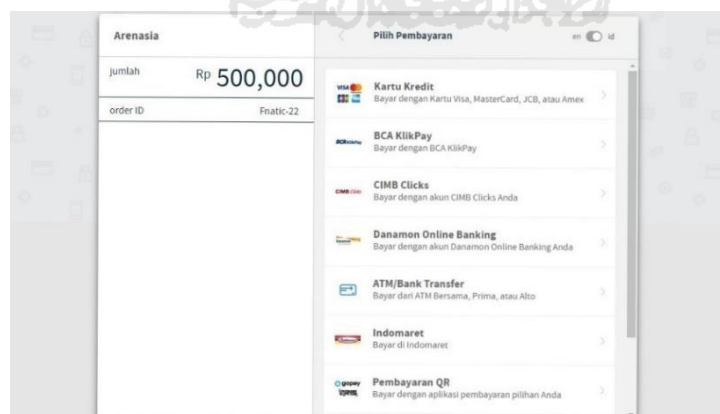 Arenasia
Pilih Pembayaran
en
id
jumlah
Rp 500,000
order ID
Fnatic-22
VISA
Kartu Kredit
Bayar dengan Kartu Visa, MasterCard, JCB, atau Amex
BCA KlikPay
Bayar dengan BCA KlikPay
CIMB Clicks
Bayar dengan akun CIMB Clicks Anda
Danamon Online Banking
Bayar dengan akun Danamon Online Banking Anda
ATM/Bank Transfer
Bayar dari ATM Bersama, Prima, atau Alto
Indomaret
Bayar di Indomaret
gopay
Pembayaran QR
Bayar dengan aplikasi pembayaran pilihan Anda